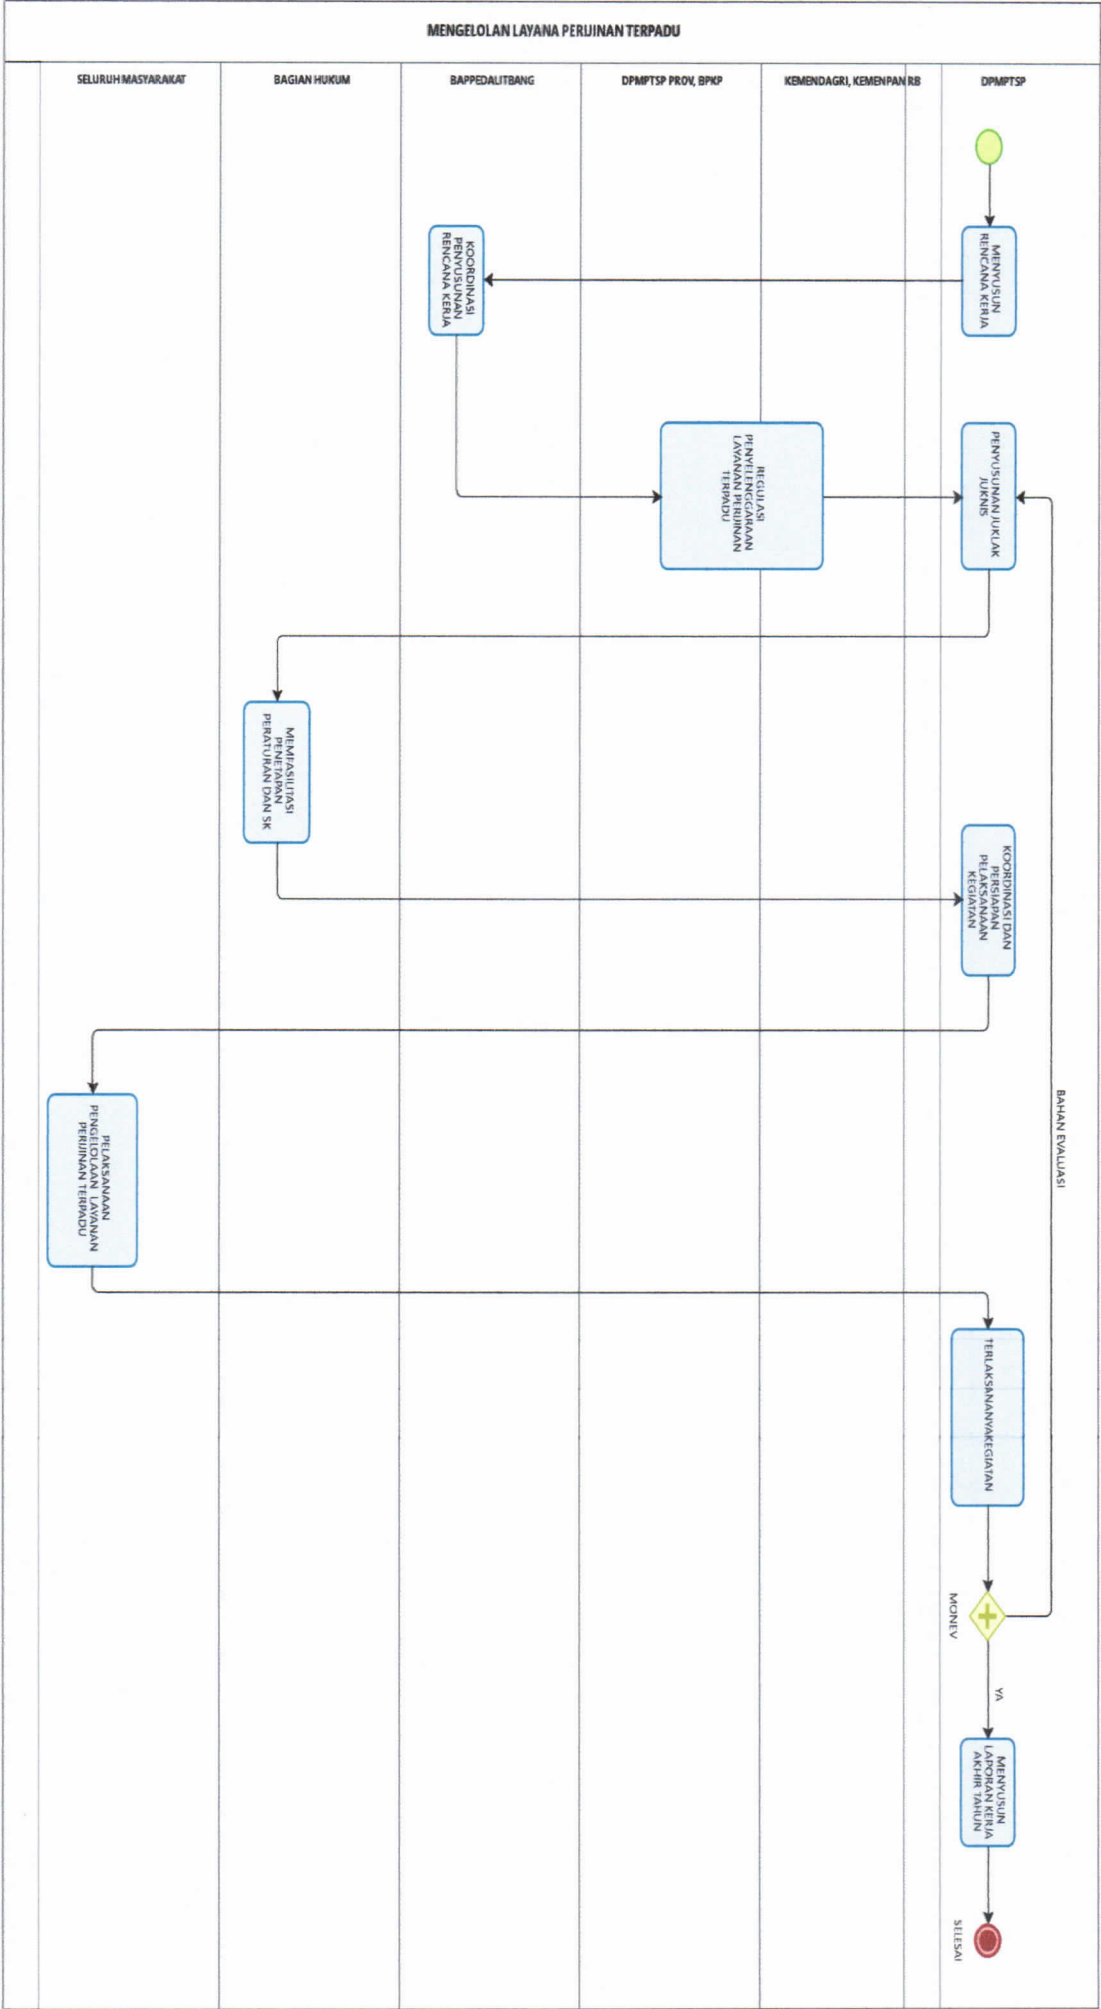 MENGELOLAN LAYANA PERIJINAN TERPADU
SELURUH MASYARAKAT
BAGIAN HUKUM
BAPPEDALITBANG
DPMPTSP PROV, BPKP
KEMENDAGRI, KEMENPAN RB
DPMPTSP
MENYUSUN
RENCANA KERJA
KOORDINASI
PENYUSUNAN
RENCANA KERJA
REGULASI
PENYELENGGARAAN
LAYANAN PERIJINAN
TERPADU
PENYUSUNAN JUKLAK
JUKNIS
MEMFASILITASI
PENETAPAN
PERATURAN DAN SK
KOORDINASI DAN
PERSIAPAN
PELAKSANAAN
KEGIATAN
PELAKSANAAN
PENGELOLAAN LAYANAN
PERIJINAN TERPADU
BAHAN EVALUASI
TERLAKSANANYAKEGIATAN
MONEV
YA
MENYUSUN
LAPORAN KERJA
AKHIR TAHUN
SELESAI